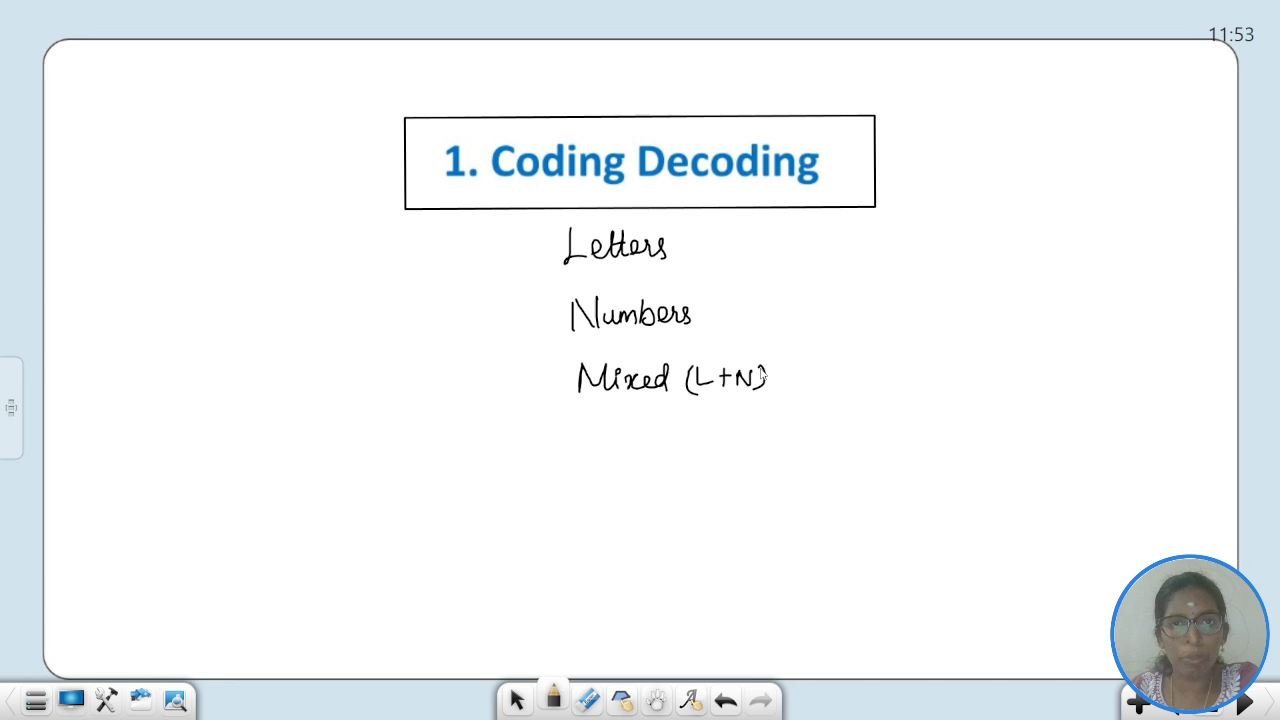 11:53
1. Coding Decoding
Letters
Numbers
Mixed (L+N)